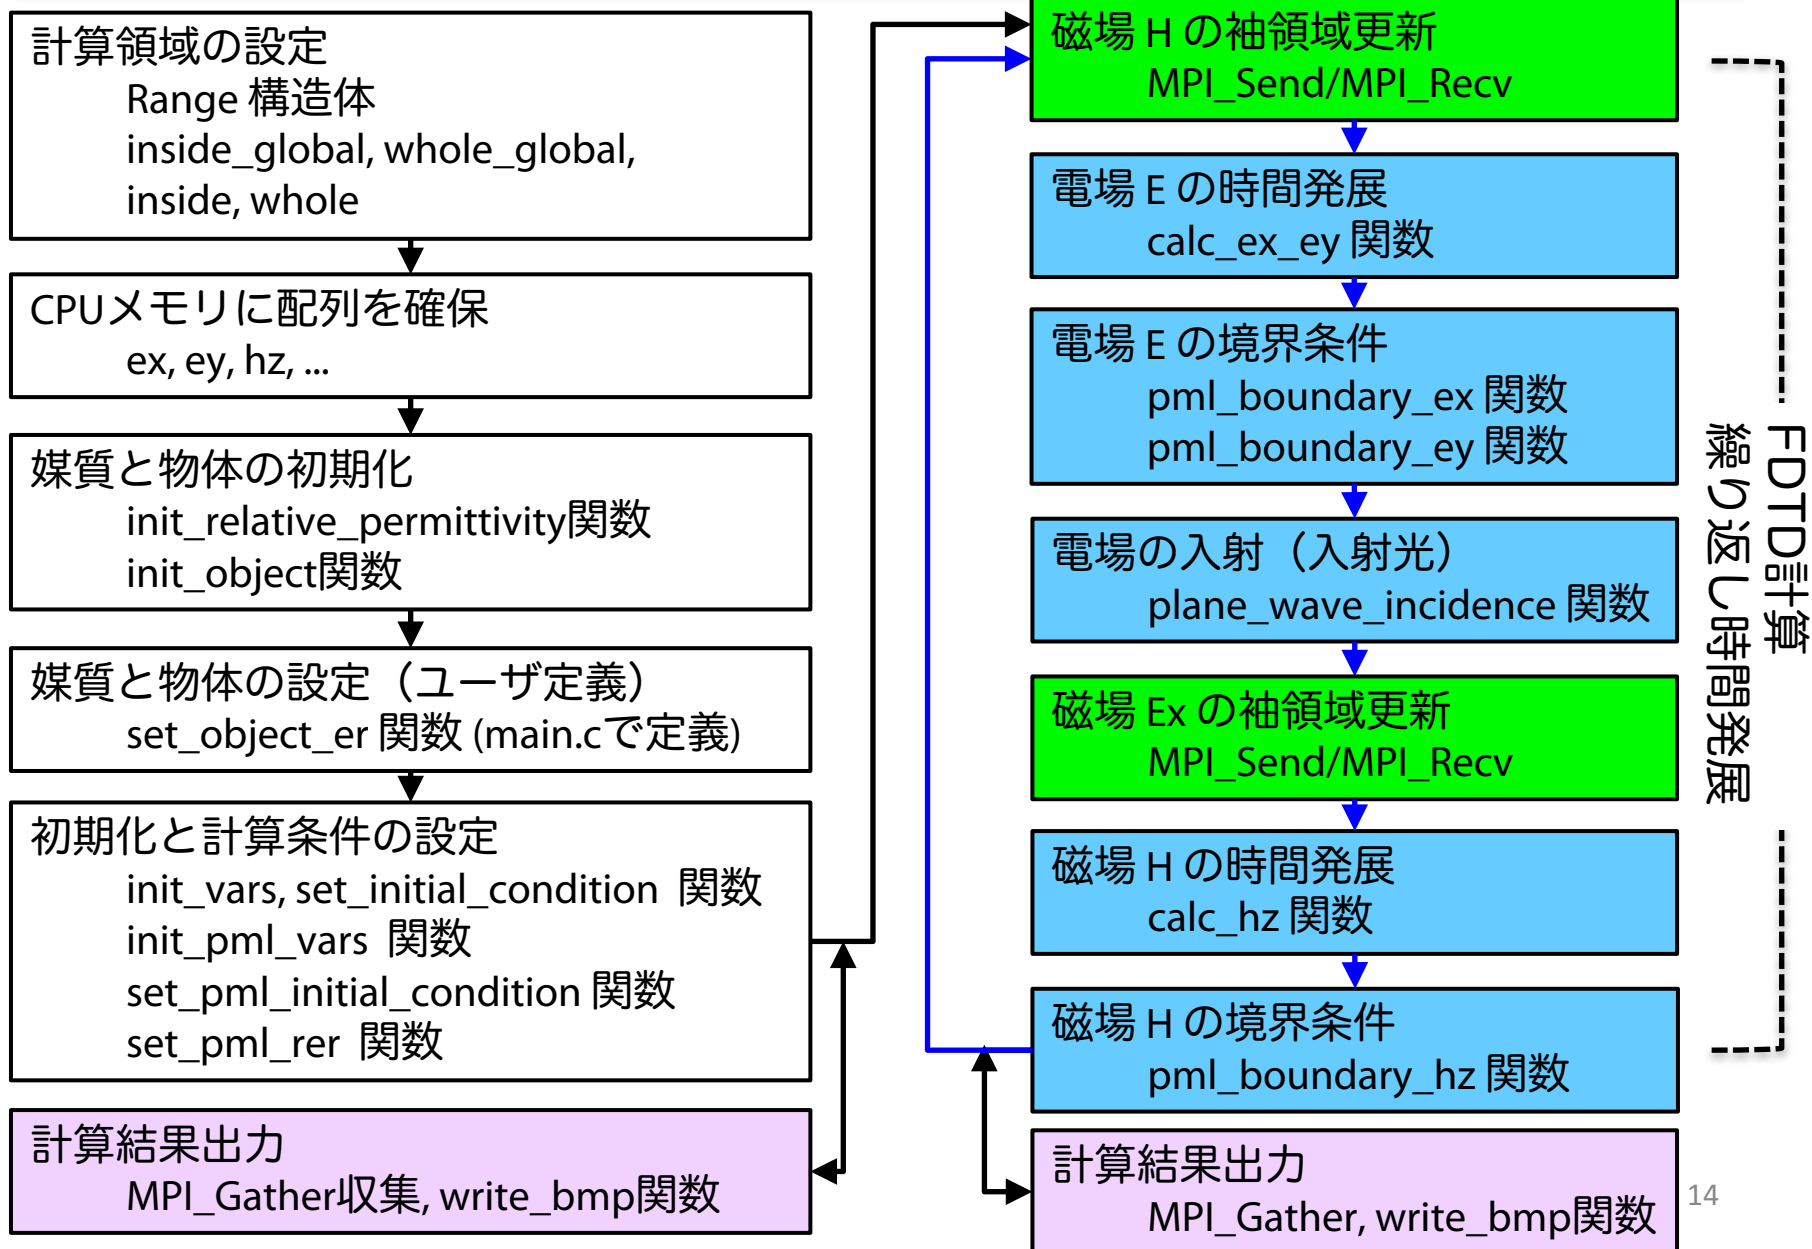 計算領域の設定
Range 構造体
inside_global, whole_global,
inside, whole
CPUメモリに配列を確保
ex, ey, hz, ...
媒質と物体の初期化
init_relative_permittivity関数
init_object関数
媒質と物体の設定（ユーザ定義）
set_object_er 関数 (main.cで定義)
初期化と計算条件の設定
init_vars, set_initial_condition 関数
init_pml_vars 関数
set_pml_initial_condition 関数
set_pml_rer 関数
計算結果出力
MPI_Gather収集, write_bmp関数
磁場 H の袖領域更新
MPI_Send/MPI_Recv
電場 E の時間発展
calc_ex_ey 関数
電場 E の境界条件
pml_boundary_ex 関数
pml_boundary_ey 関数
電場の入射（入射光）
plane_wave_incidence 関数
磁場 Ex の袖領域更新
MPI_Send/MPI_Recv
磁場 H の時間発展
calc_hz 関数
磁場 H の境界条件
pml_boundary_hz 関数
計算結果出力
MPI_Gather, write_bmp関数
FDTD計算
繰り返し時間発展
14